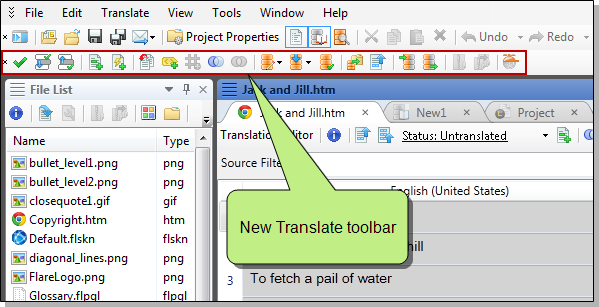 File Edit Translate View Tools Window Help
Project Properties Undo Redo
File List
Name Type
bullet_level1.png png
bullet_level2.png png
closequote1.gif gif
Copyright.htm htm
Default.flskn flskn
diagonal_lines.png png
FlareLogo.png png
Glossary.flpgl flpgl
Jack and Jill.htm
Jack and Jill.htm New1 Project
Editor Status: Untranslated
Source
English (United States)
New Translate toolbar
hill
3 To fetch a pail of water